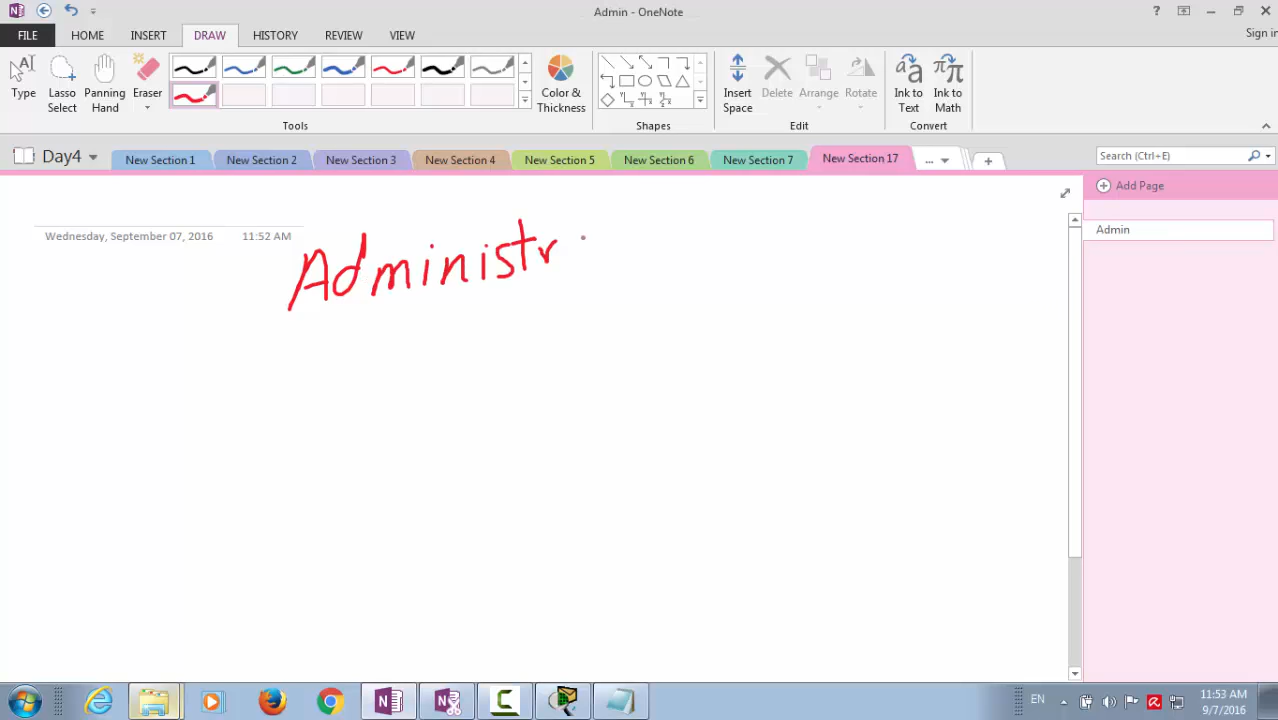 Admin - OneNote
?
FILE HOME INSERT DRAW HISTORY REVIEW VIEW Sign in
Type Lasso Select Panning Hand Eraser Color & Thickness Insert Space Delete Arrange Rotate Ink to Text Ink to Math
Tools Shapes Edit Convert
Day4 New Section 1 New Section 2 New Section 3 New Section 4 New Section 5 New Section 6 New Section 7 New Section 17 ... + Search (Ctrl+E)
Add Page
Admin
Wednesday, September 07, 2016 11:52 AM
Administr
EN 11:53 AM
9/7/2016